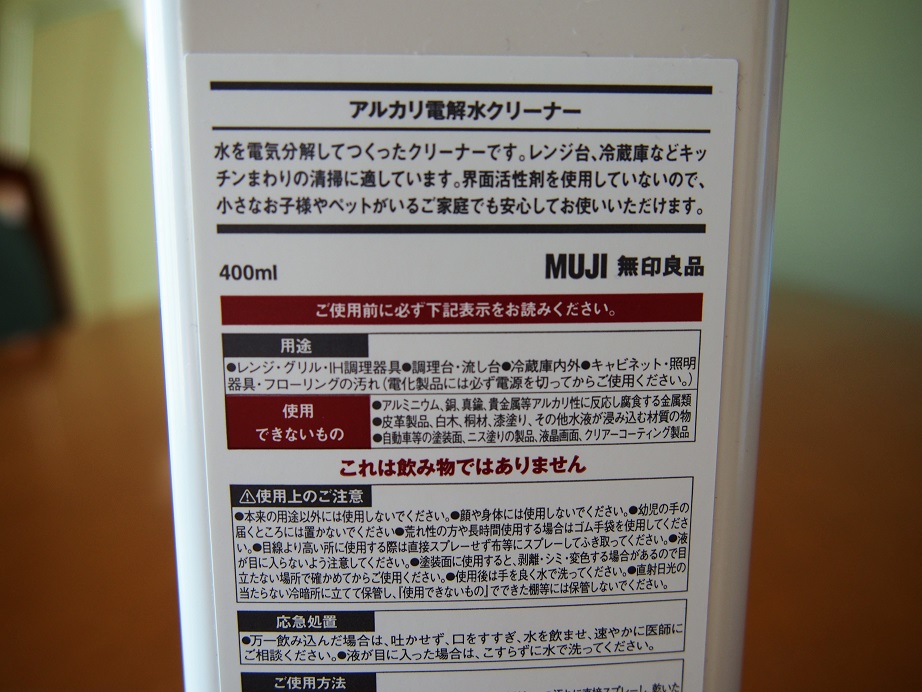 アルカリ電解水クリーナー
水を電気分解してつくったクリーナーです。レンジ台、冷蔵庫などキッ
チンまわりの清掃に適しています。界面活性剤を使用していないので、
小さなお子様やペットがいるご家庭でも安心してお使いいただけます。
400ml
MUJI 無印良品
ご使用前に必ず下記表示をお読みください。
用途
●レンジ・グリル・IH調理器具●調理台・流し台●冷蔵庫内外●キャビネット・照明
器具・フローリングの汚れ（電化製品には必ず電源を切ってからご使用ください。）
使用
できないもの
●アルミニウム、銅、真鍮、貴金属等アルカリ性に反応し腐食する金属類
●皮革製品、白木、桐材、漆塗り、その他水液が浸み込む材質の物
●自動車等の塗装面、ニス塗りの製品、液晶画面、クリアーコーティング製品
これは飲み物ではありません
⚠使用上のご注意
●本来の用途以外には使用しないでください。●顔や身体には使用しないでください。●幼児の手の
届くところには置かないでください●荒れ性の方や長時間使用する場合はゴム手袋を使用してくださ
い。●目線より高い所に使用する際は直接スプレーせず布等にスプレーしてふき取ってください。●液
が目に入らないよう注意してください。●塗装面に使用すると、剥離・シミ・変色する場合があるので目
立たない場所で確かめてからご使用ください。●使用後は手を良く水で洗ってください。●直射日光の
当たらない冷暗所に立てて保管し、「使用できないもの」でできた棚等には保管しないでください。
応急処置
●万一飲み込んだ場合は、吐かせず、口をすすぎ、水を飲ませ、速やかに医師に
ご相談ください。●液が目に入った場合は、こすらずに水で洗ってください。
ご使用方法